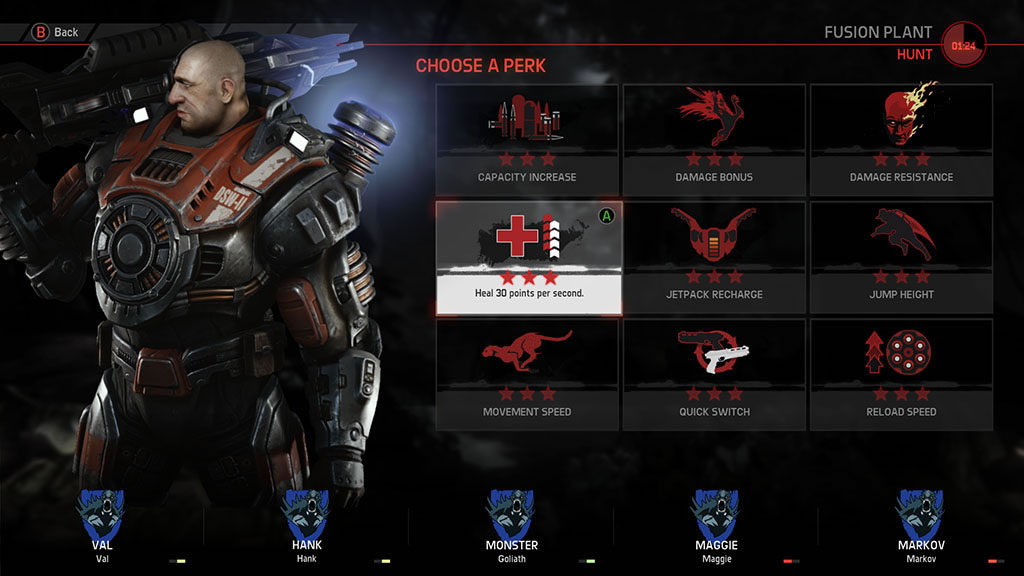 B Back
FUSION PLANT
HUNT
01:24
CHOOSE A PERK
CAPACITY INCREASE
DAMAGE BONUS
DAMAGE RESISTANCE
A
Heal 30 points per second.
JETPACK RECHARGE
JUMP HEIGHT
MOVEMENT SPEED
QUICK SWITCH
RELOAD SPEED
VAL
HANK
MONSTER
MAGGIE
MARKOV
Val
Hank
Goliath
Maggie
Markov